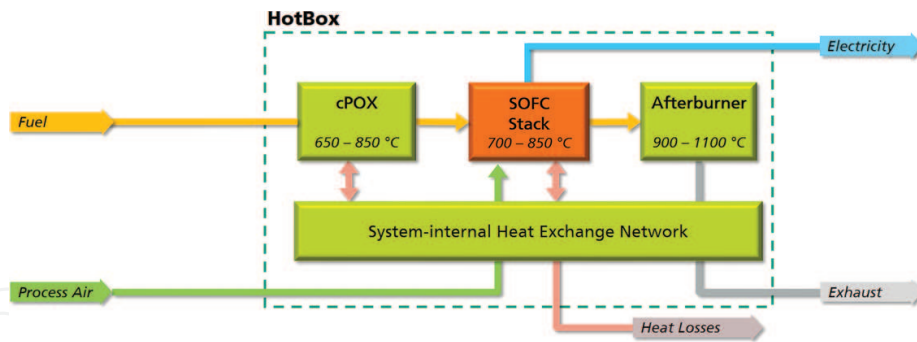 HotBox
Electricity
cPOX
650 – 850 °C
SOFC
Stack
700 – 850 °C
Afterburner
900 – 1100 °C
Fuel
System-internal Heat Exchange Network
Process Air
Exhaust
Heat Losses